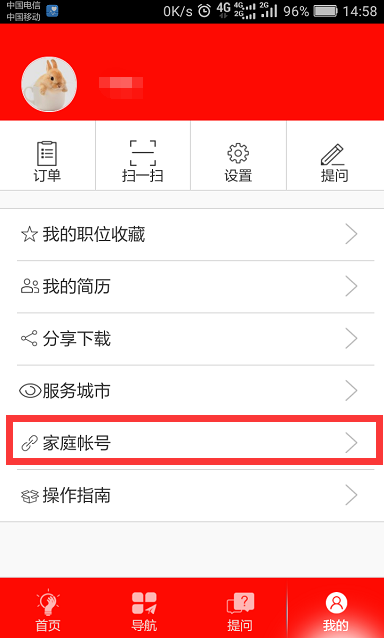 中国电信
中国移动
0K/s 4G 4G 2G 2G 96% 14:58
订单 扫一扫 设置 提问
我的职位收藏
我的简历
分享下载
服务城市
家庭帐号
操作指南
首页 导航 提问 我的